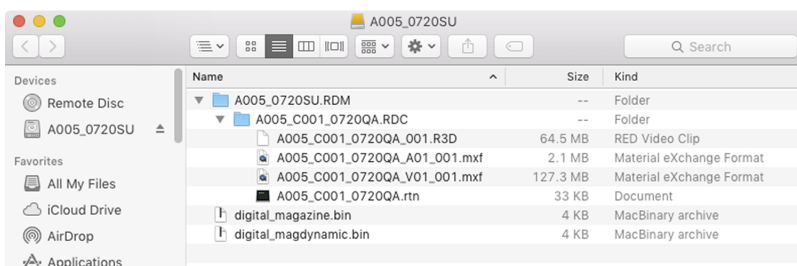 A005_0720SU
Search
Devices
Remote Disc
A005_0720SU
Favorites
All My Files
iCloud Drive
AirDrop
Applications
Name Size Kind
A005_0720SU.RDM -- Folder
A005_C001_0720QA.RDC -- Folder
A005_C001_0720QA_001.R3D 64.5 MB RED Video Clip
A005_C001_0720QA_A01_001.mxf 2.1 MB Material eXchange Format
A005_C001_0720QA_V01_001.mxf 127.3 MB Material eXchange Format
A005_C001_0720QA.rtn 33 KB Document
digital_magazine.bin 4 KB MacBinary archive
digital_magdynamic.bin 4 KB MacBinary archive